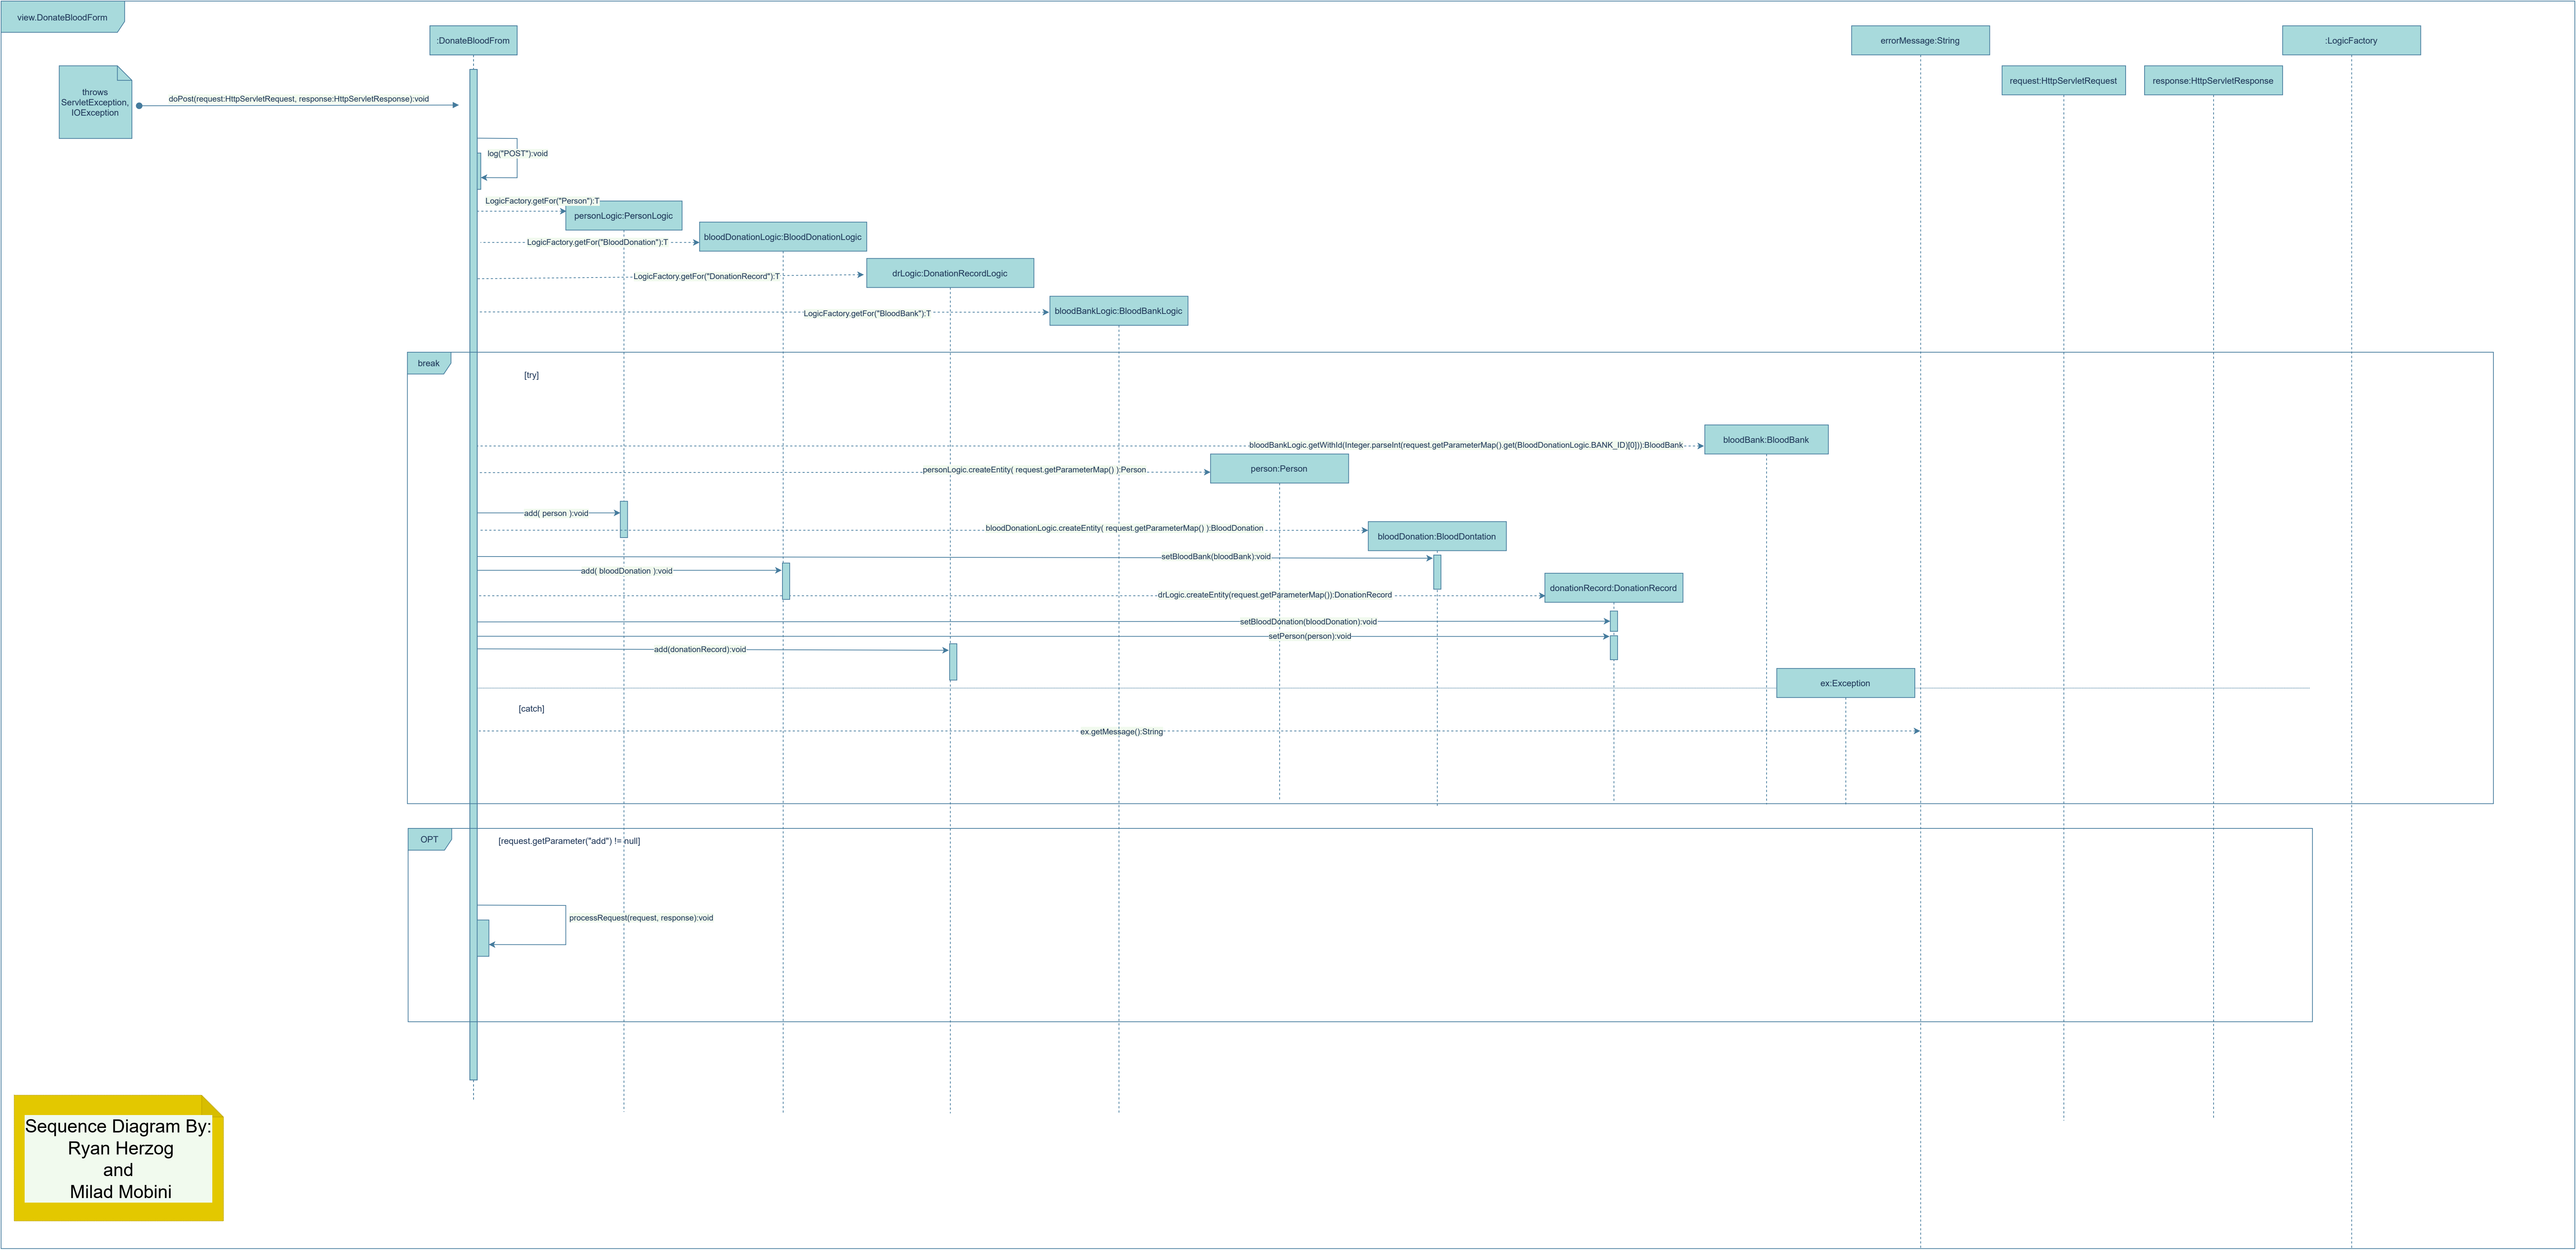 view.DonateBloodForm
:DonateBloodFrom
errorMessage:String
:LogicFactory
request:HttpServletRequest
response:HttpServletResponse
throws
ServletException,
IOException
doPost(request:HttpServletRequest, response:HttpServletResponse):void
log("POST"):void
LogicFactory.getFor("Person"):T
personLogic:PersonLogic
LogicFactory.getFor("BloodDonation"):T
bloodDonationLogic:BloodDonationLogic
LogicFactory.getFor("DonationRecord"):T
drLogic:DonationRecordLogic
LogicFactory.getFor("BloodBank"):T
bloodBankLogic:BloodBankLogic
break
[try]
bloodBankLogic.getWithId(Integer.parseInt(request.getParameterMap().get(BloodDonationLogic.BANK_ID)[0])):BloodBank
bloodBank:BloodBank
personLogic.createEntity( request.getParameterMap() ):Person
person:Person
add( person ):void
bloodDonationLogic.createEntity( request.getParameterMap() ):BloodDonation
bloodDonation:BloodDontation
setBloodBank(bloodBank):void
add( bloodDonation ):void
drLogic.createEntity(request.getParameterMap()):DonationRecord
donationRecord:DonationRecord
setBloodDonation(bloodDonation):void
setPerson(person):void
add(donationRecord):void
ex:Exception
[catch]
ex.getMessage():String
OPT
[request.getParameter("add") != null]
processRequest(request, response):void
Sequence Diagram By:
Ryan Herzog
and
Milad Mobini